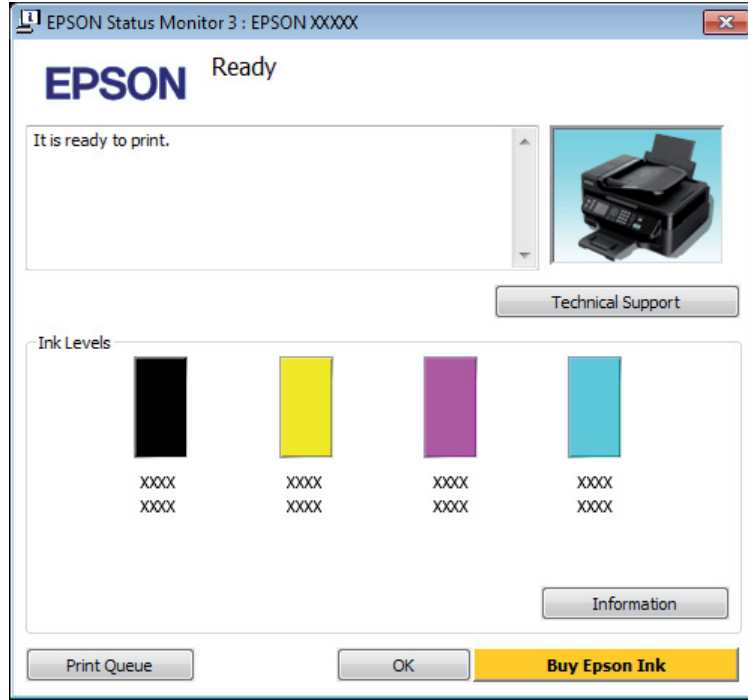 EPSON Status Monitor 3 : EPSON XXXXX
EPSON
Ready
It is ready to print.
Technical Support
Ink Levels
XXXX XXXX XXXX XXXX
XXXX XXXX XXXX XXXX
Information
Print Queue OK Buy Epson Ink